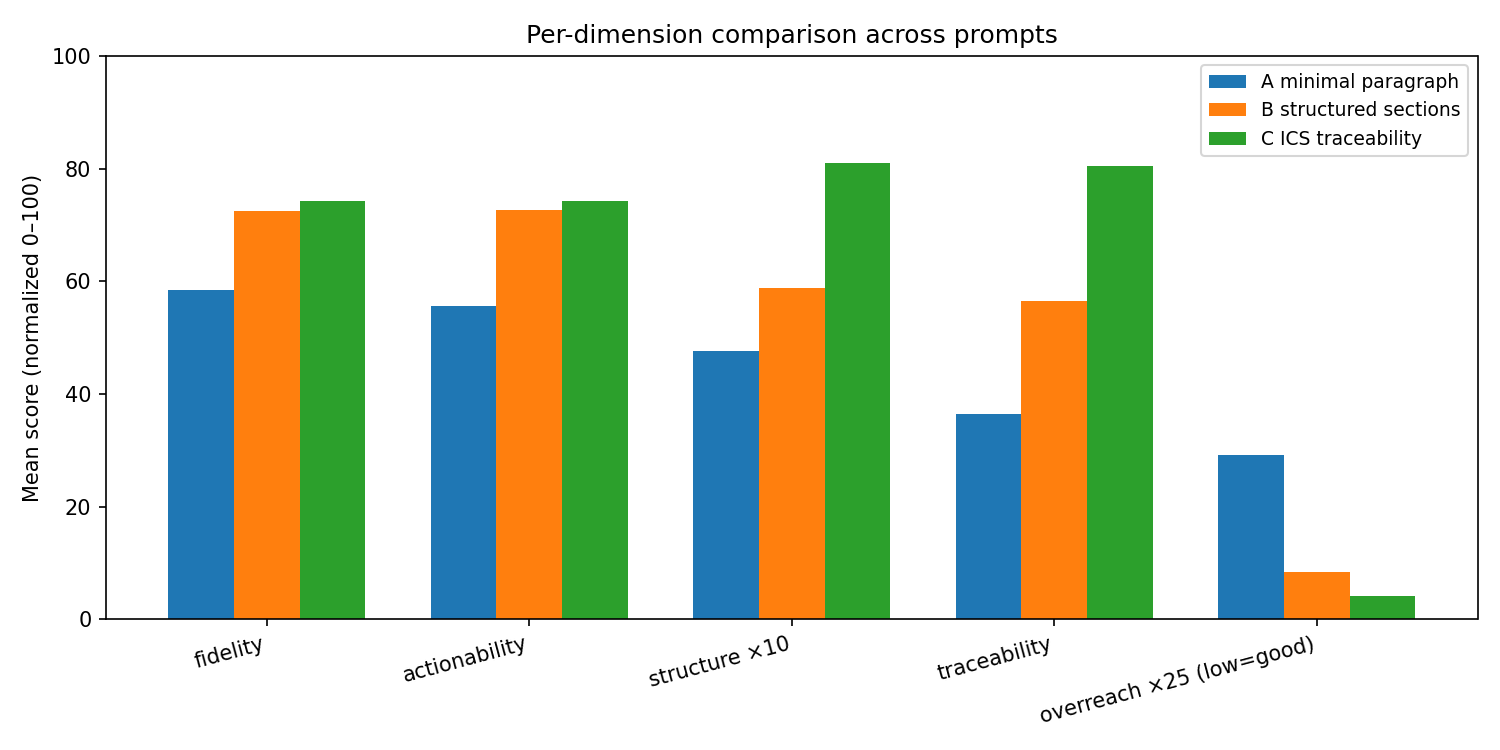 Per-dimension comparison across prompts
Mean score (normalized 0–100)
100
80
60
40
20
0
A minimal paragraph
B structured sections
C ICS traceability
fidelity
actionability
structure ×10
traceability
overreach ×25 (low=good)